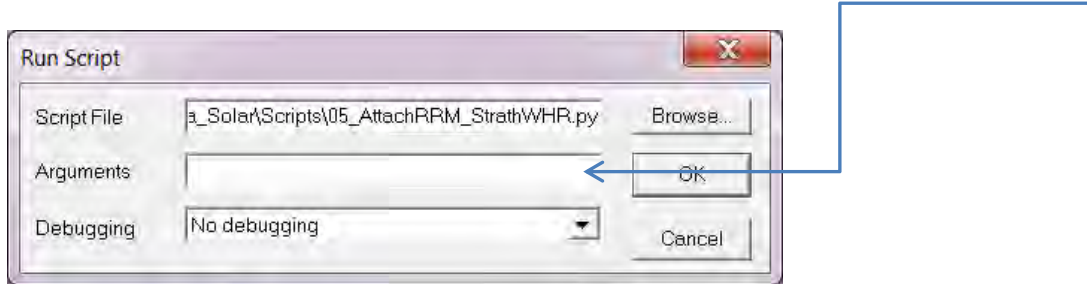 Run Script
Script File a_Solar\Scripts\05_AttachRRM_StrathWHR.py Browse...
Arguments OK
Debugging No debugging Cancel